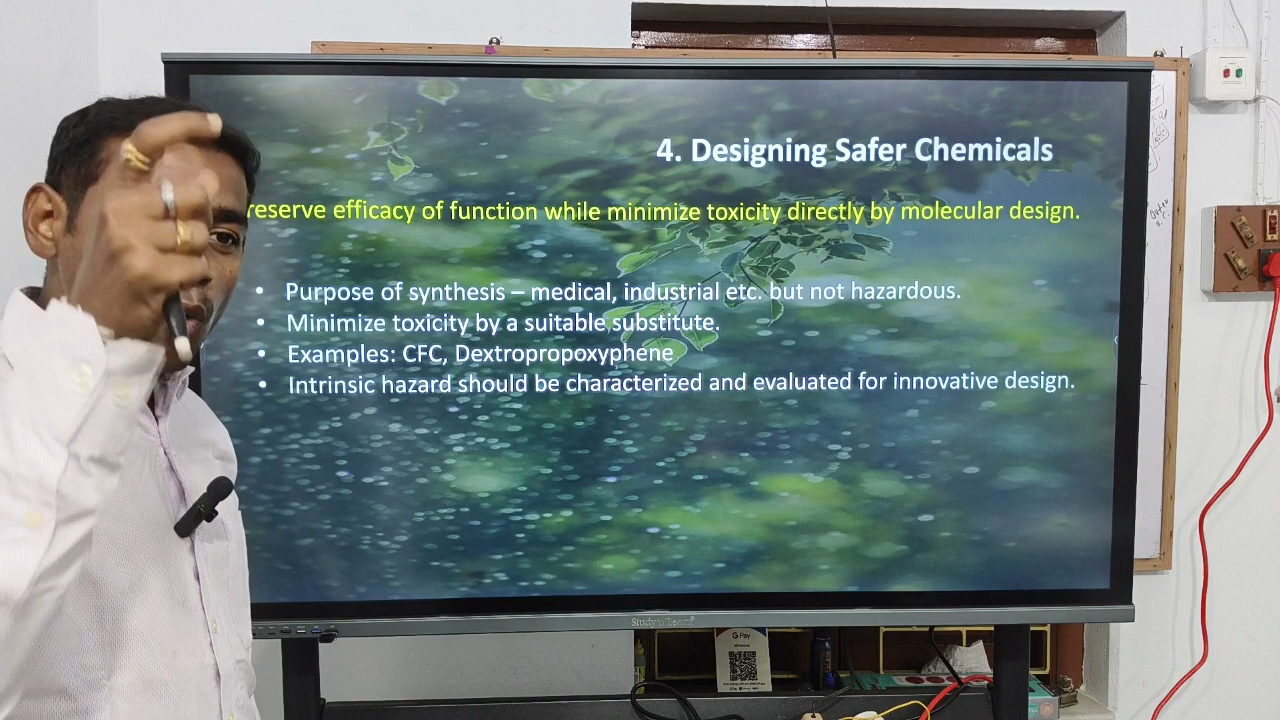 4. Designing Safer Chemicals
reserve efficacy of function while minimize toxicity directly by molecular design.
• Purpose of synthesis – medical, industrial etc. but not hazardous.
• Minimize toxicity by a suitable substitute.
• Examples: CFC, Dextropropoxyphene
• Intrinsic hazard should be characterized and evaluated for innovative design.
G Pay